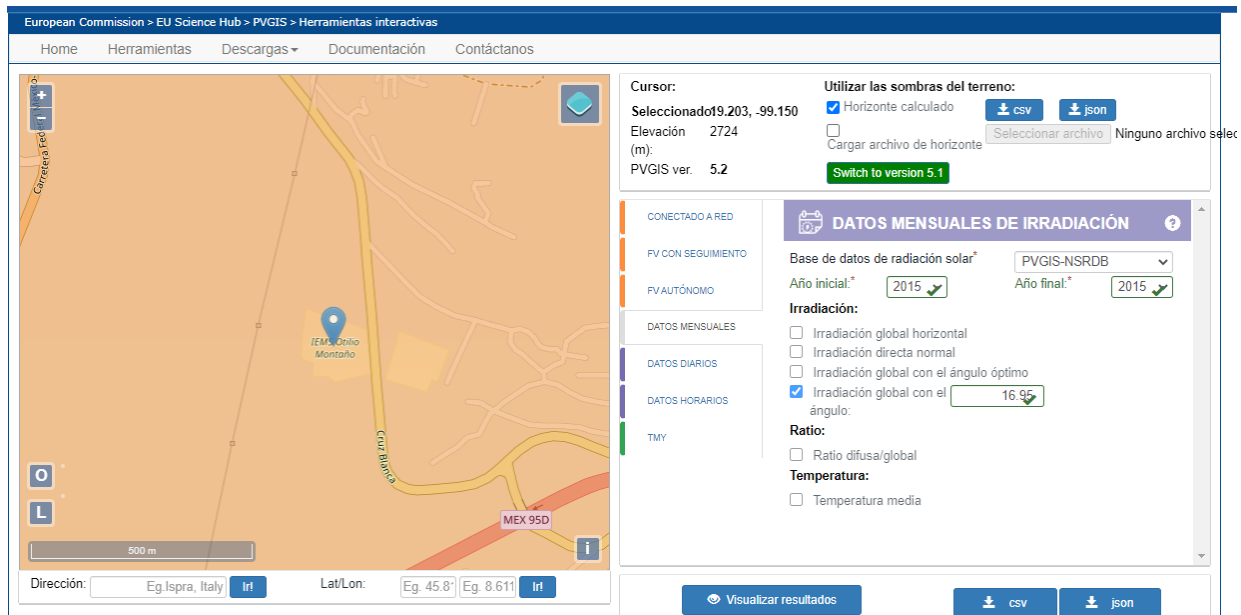 European Commission > EU Science Hub > PVGIS > Herramientas interactivas
Home Herramientas Descargas Documentación Contáctanos
+
−
Carretera Federal
IEMS Otilio
Montaño
Cruz Blanca
MEX 95D
O
L
500 m
i
Dirección: Eg.Ispra, Italy Ir! Lat/Lon: Eg. 45.8 Eg. 8.611 Ir!
Cursor:
Seleccionado19.203, -99.150
Elevación 2724
(m):
PVGIS ver. 5.2
Utilizar las sombras del terreno:
Horizonte calculado csv json
Cargar archivo de horizonte Seleccionar archivo Ninguno archivo selec
Switch to version 5.1
CONECTADO A RED
FV CON SEGUIMIENTO
FV AUTÓNOMO
DATOS MENSUALES
DATOS DIARIOS
DATOS HORARIOS
TMY
DATOS MENSUALES DE IRRADIACIÓN ?
Base de datos de radiación solar* PVGIS-NSRDB
Año inicial:* 2015 Año final:* 2015
Irradiación:
Irradiación global horizontal
Irradiación directa normal
Irradiación global con el ángulo óptimo
Irradiación global con el 16.95
ángulo:
Ratio:
Ratio difusa/global
Temperatura:
Temperatura media
Visualizar resultados csv json